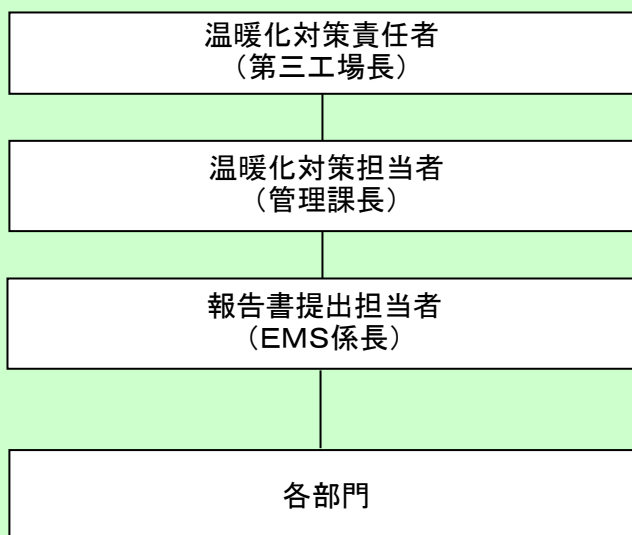 温暖化対策責任者
（第三工場長）
温暖化対策担当者
（管理課長）
報告書提出担当者
（ＥＭＳ係長）
各部門